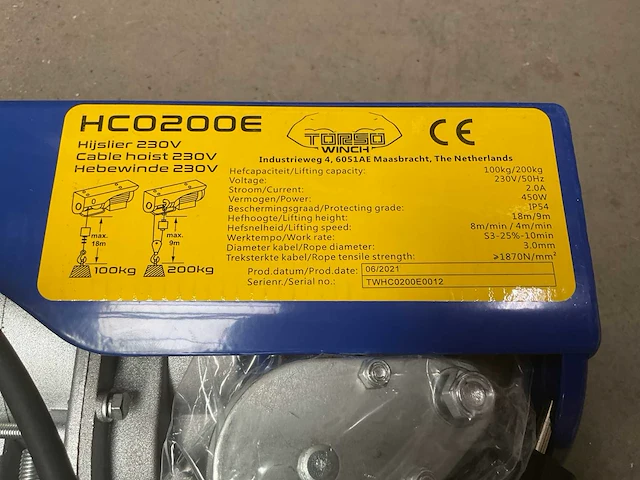 HC0200E
Hijslier 230V
Cable hoist 230V
Hebewinde 230V
max.
18m
100kg
max.
9m
200kg
TORSO
WINCH
CE
Industrieweg 4, 6051AE Maasbracht, The Netherlands
Hefcapaciteit/Lifting capacity: 100kg/200kg
Voltage: 230V/50Hz
Stroom/Current: 2.0A
Vermogen/Power: 450W
Beschermingsgraad/Protecting grade: IP54
Hefhoogte/Lifting height: 18m/9m
Hefsnelheid/Lifting speed: 8m/min / 4m/min
Werktempo/Work rate: S3-25%-10min
Diameter kabel/Rope diameter: 3.0mm
Treksterkte kabel/Rope tensile strength: ≥1870N/mm²
Prod.datum/Prod.date: 06/2021
Serienr./Serial no.: TWHC0200E0012
TORSO